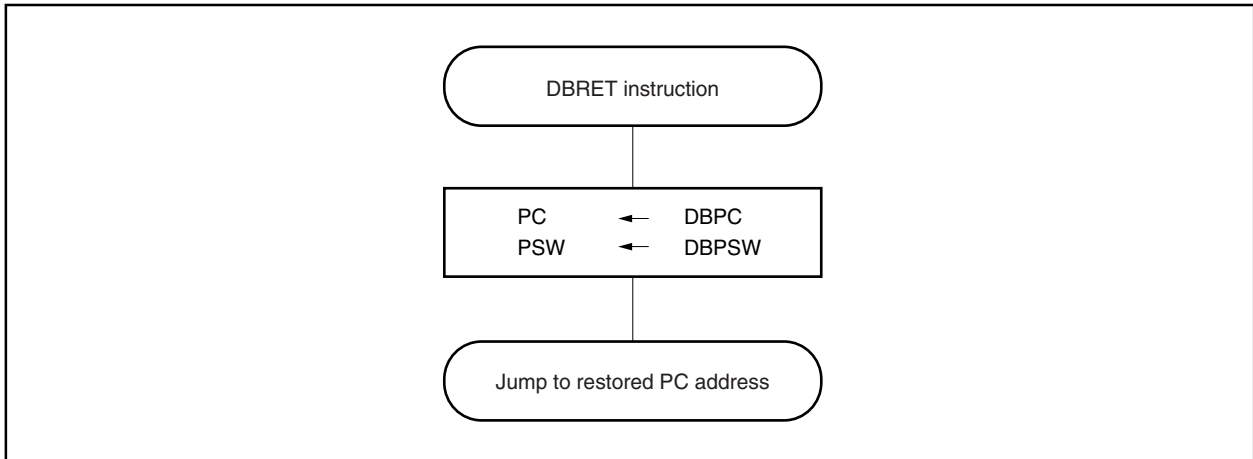 DBRET instruction
PC ← DBPC
PSW ← DBPSW
Jump to restored PC address